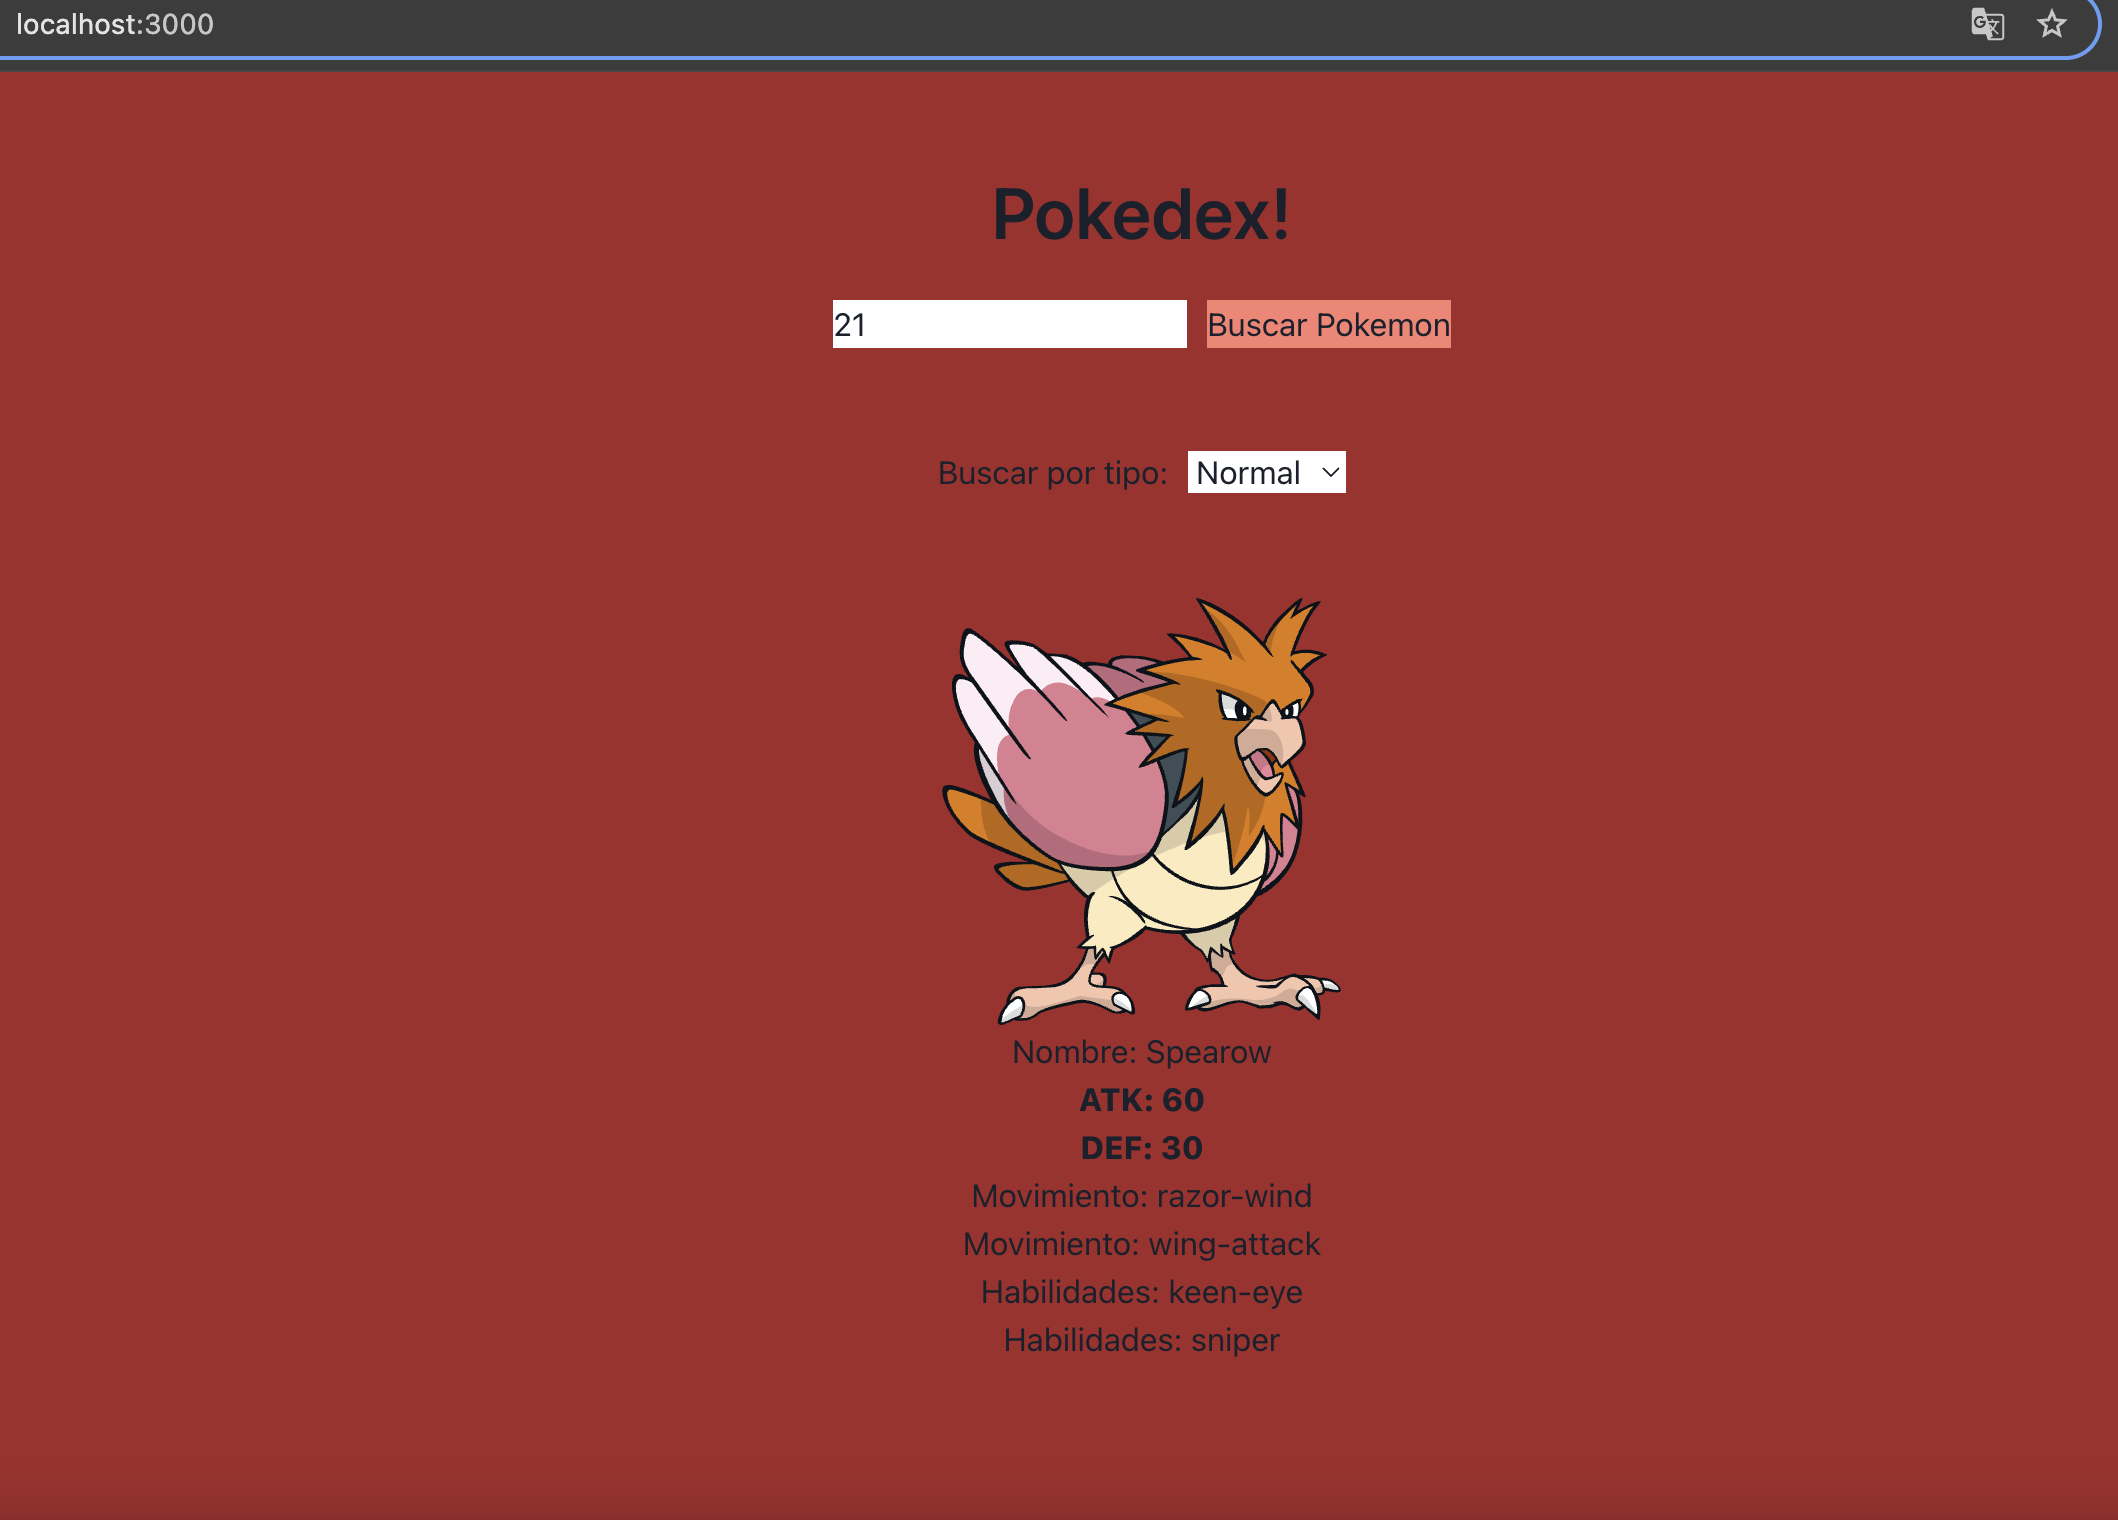 localhost:3000
Pokedex!
21 Buscar Pokemon
Buscar por tipo: Normal
Nombre: Spearow
ATK: 60
DEF: 30
Movimiento: razor-wind
Movimiento: wing-attack
Habilidades: keen-eye
Habilidades: sniper